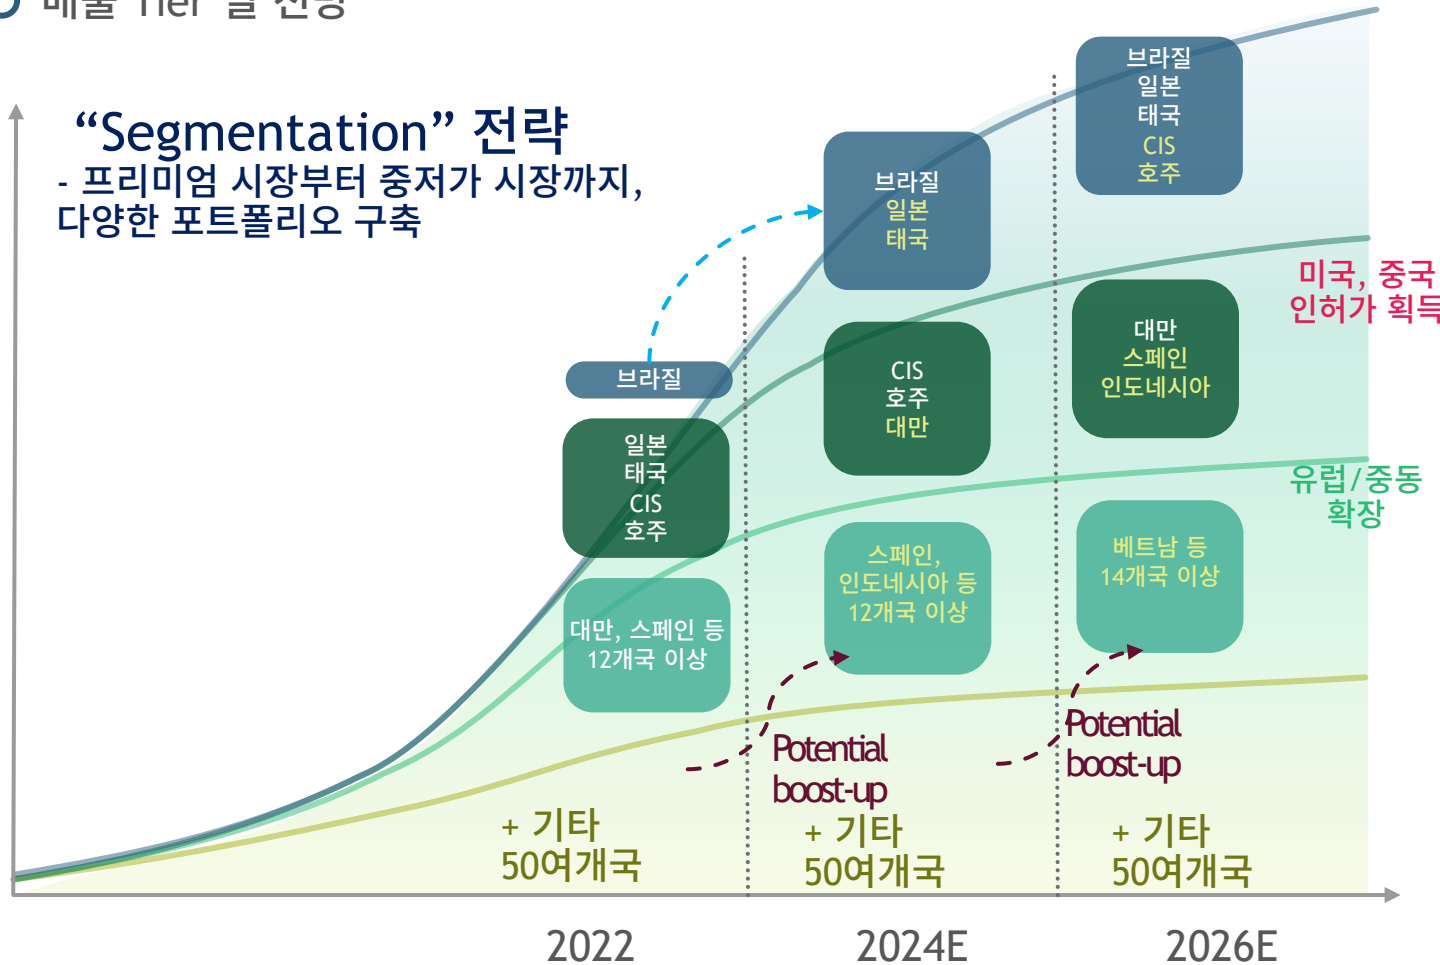 매출 Tier 별 전망
“Segmentation” 전략
- 프리미엄 시장부터 중저가 시장까지,
다양한 포트폴리오 구축
브라질
일본
태국
CIS
호주
대만, 스페인 등
12개국 이상
+ 기타
50여개국
브라질
일본
태국
CIS
호주
대만
스페인,
인도네시아 등
12개국 이상
Potential
boost-up
+ 기타
50여개국
브라질
일본
태국
CIS
호주
대만
스페인
인도네시아
베트남 등
14개국 이상
Potential
boost-up
+ 기타
50여개국
미국, 중국
인허가 획득
유럽/중동
확장
2022
2024E
2026E